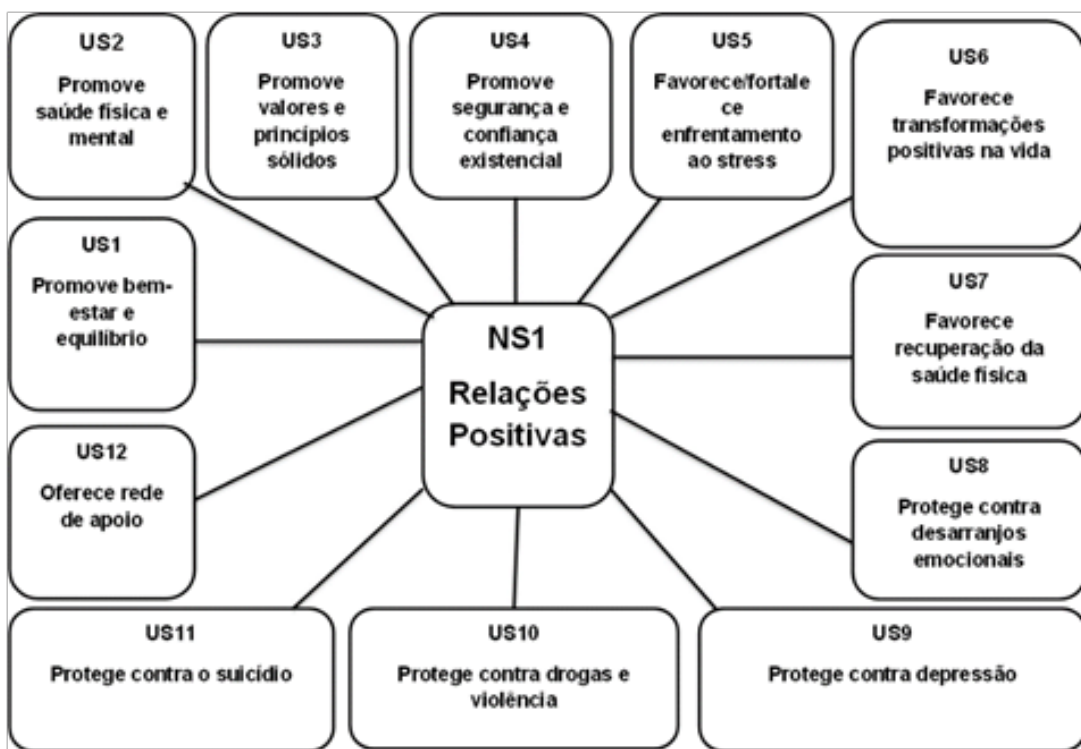 US2
Promove
saúde física e
mental
US3
Promove
valores e
princípios
sólidos
US4
Promove
segurança e
confiança
existencial
US5
Favorece/fortale
ce
enfrentamento
ao stress
US6
Favorece
transformações
positivas na vida
US1
Promove bem-
estar e
equilíbrio
NS1
Relações
Positivas
US7
Favorece
recuperação da
saúde física
US12
Oferece rede
de apoio
US8
Protege contra
desarranjos
emocionais
US11
Protege contra o suicídio
US10
Protege contra drogas e
violência
US9
Protege contra depressão